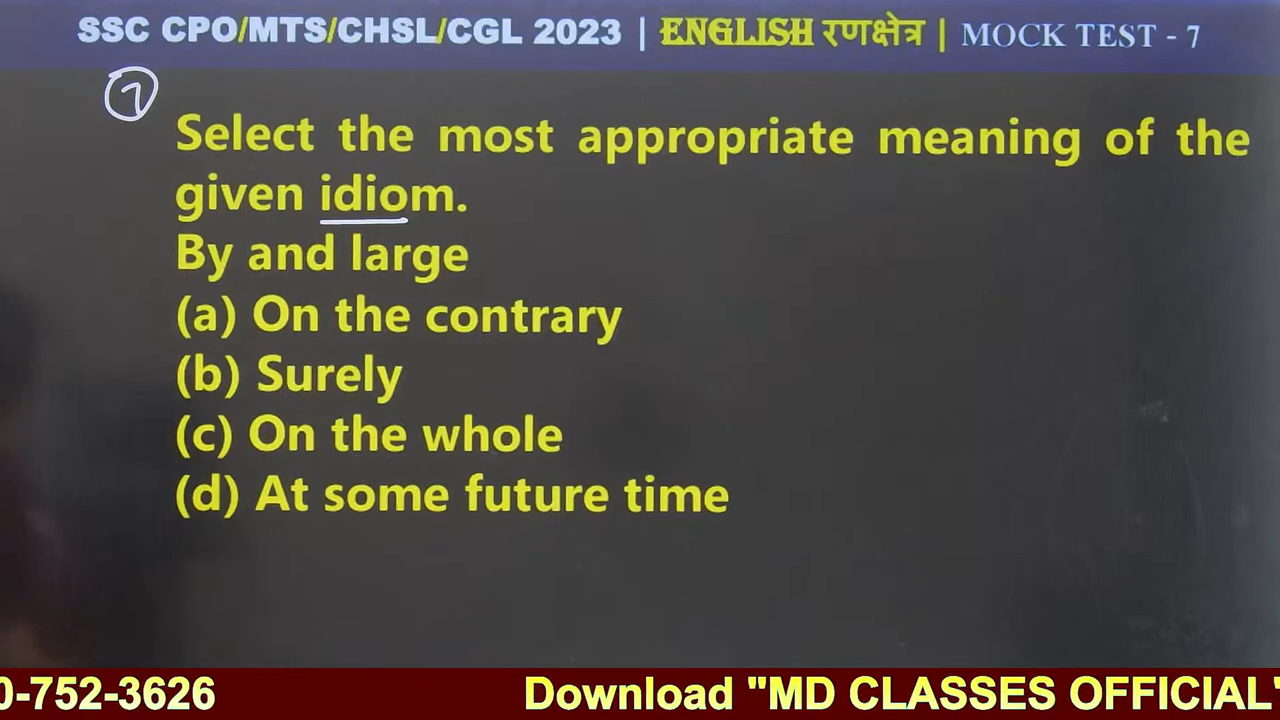 SSC CPO/MTS/CHSL/CGL 2023 | ENGLISH रणक्षेत्र | MOCK TEST - 7
7
Select the most appropriate meaning of the
given idiom.
By and large
(a) On the contrary
(b) Surely
(c) On the whole
(d) At some future time
0-752-3626 Download "MD CLASSES OFFICIAL"